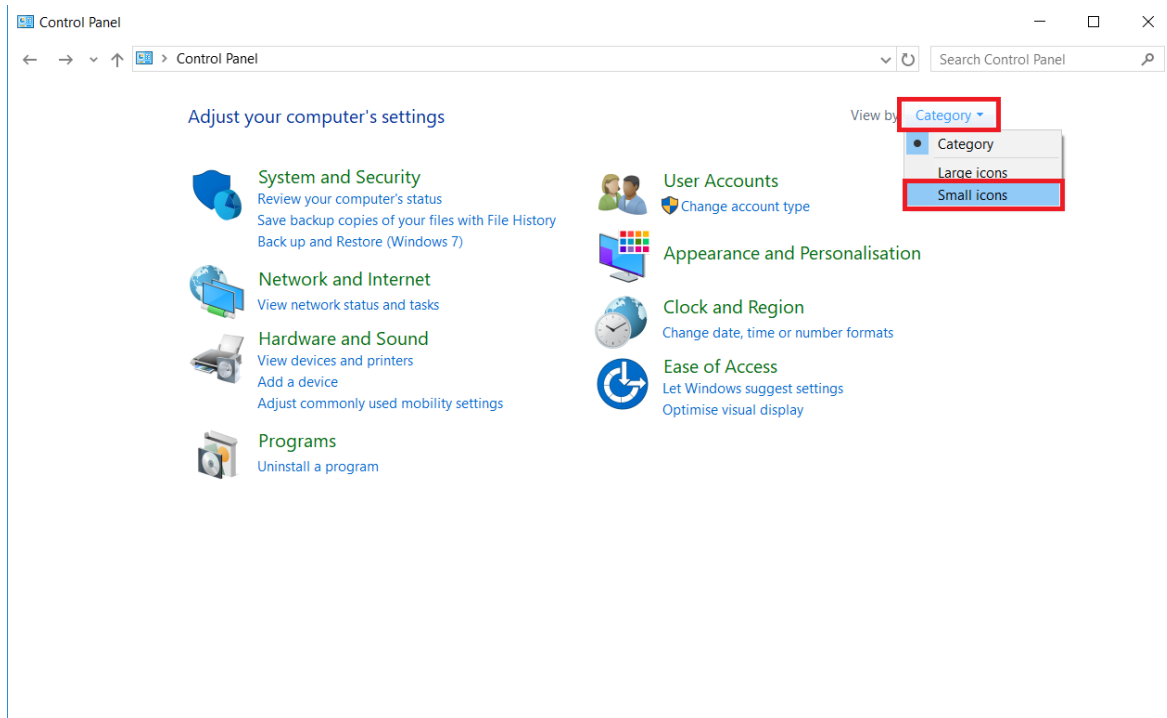 Control Panel
Control Panel
Search Control Panel
Adjust your computer's settings
View by
Category
Category
Large icons
Small icons
System and Security
Review your computer's status
Save backup copies of your files with File History
Back up and Restore (Windows 7)
Network and Internet
View network status and tasks
Hardware and Sound
View devices and printers
Add a device
Adjust commonly used mobility settings
Programs
Uninstall a program
User Accounts
Change account type
Appearance and Personalisation
Clock and Region
Change date, time or number formats
Ease of Access
Let Windows suggest settings
Optimise visual display